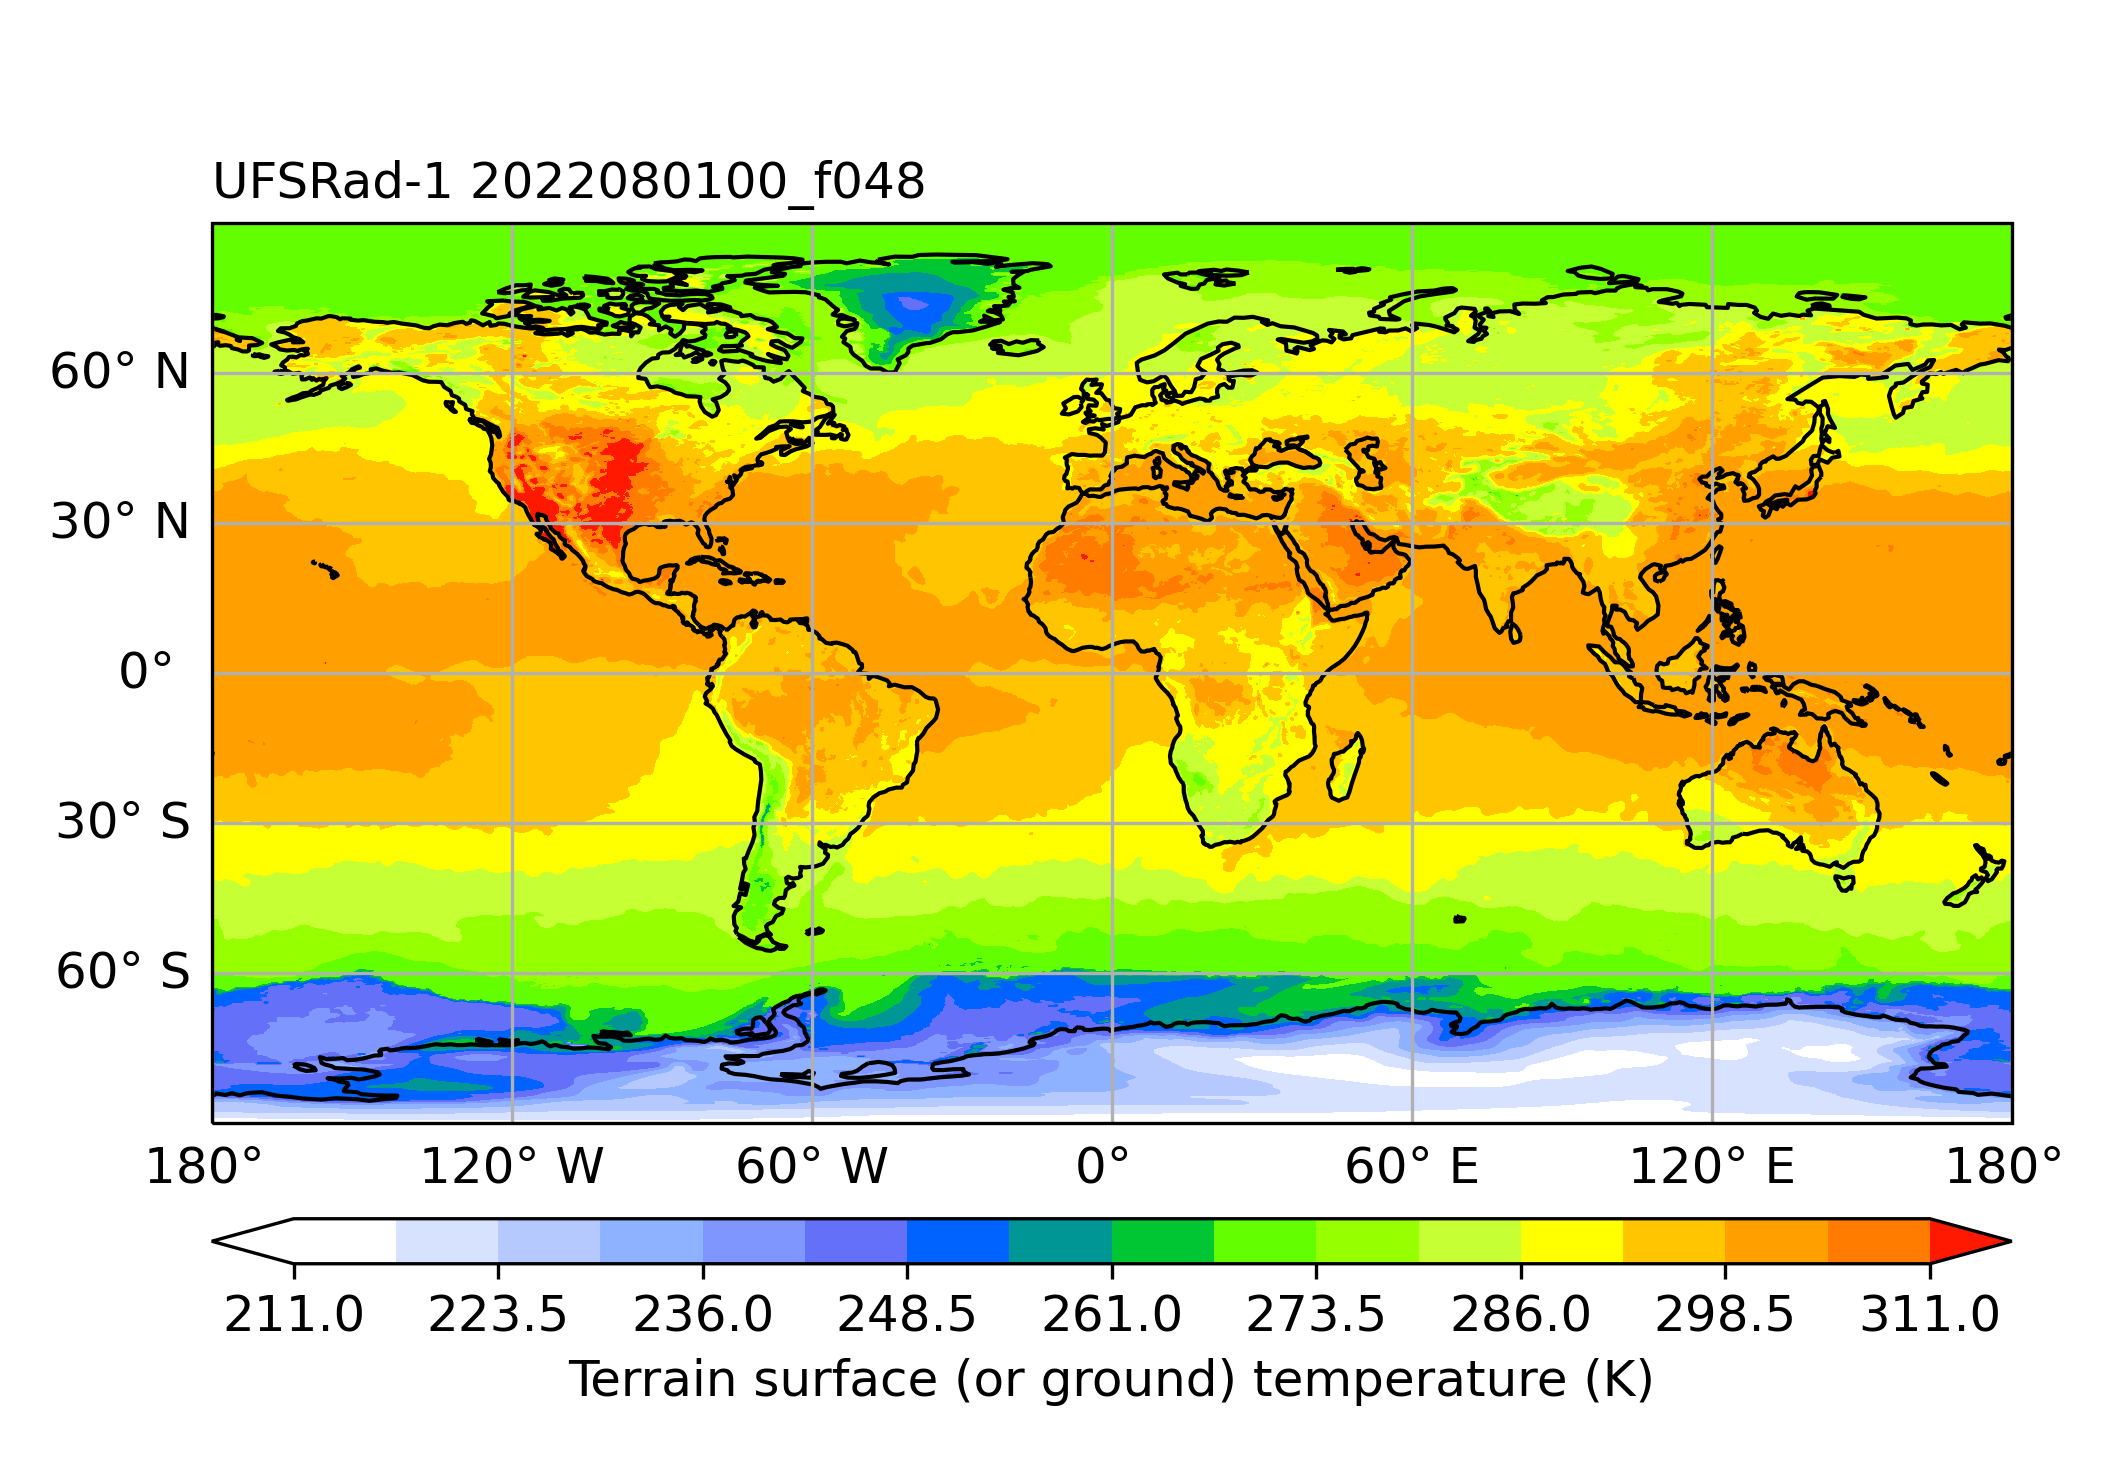 UFSRad-1 2022080100_f048
60° N
30° N
0°
30° S
60° S
180° 120° W 60° W 0° 60° E 120° E 180°
211.0 223.5 236.0 248.5 261.0 273.5 286.0 298.5 311.0
Terrain surface (or ground) temperature (K)